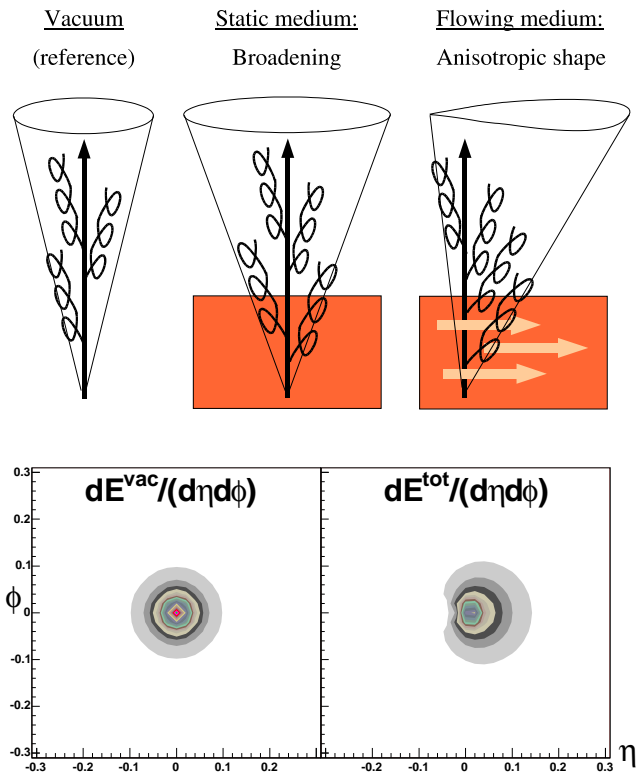 Vacuum
(reference)
Static medium:
Broadening
Flowing medium:
Anisotropic shape
dE^vac/(dηdϕ)
dE^tot/(dηdϕ)
0.3
0.2
0.1
ϕ
0
-0.1
-0.2
-0.3
-0.3 -0.2 -0.1 0 0.1 0.2
-0.2 -0.1 0 0.1 0.2 0.3
η